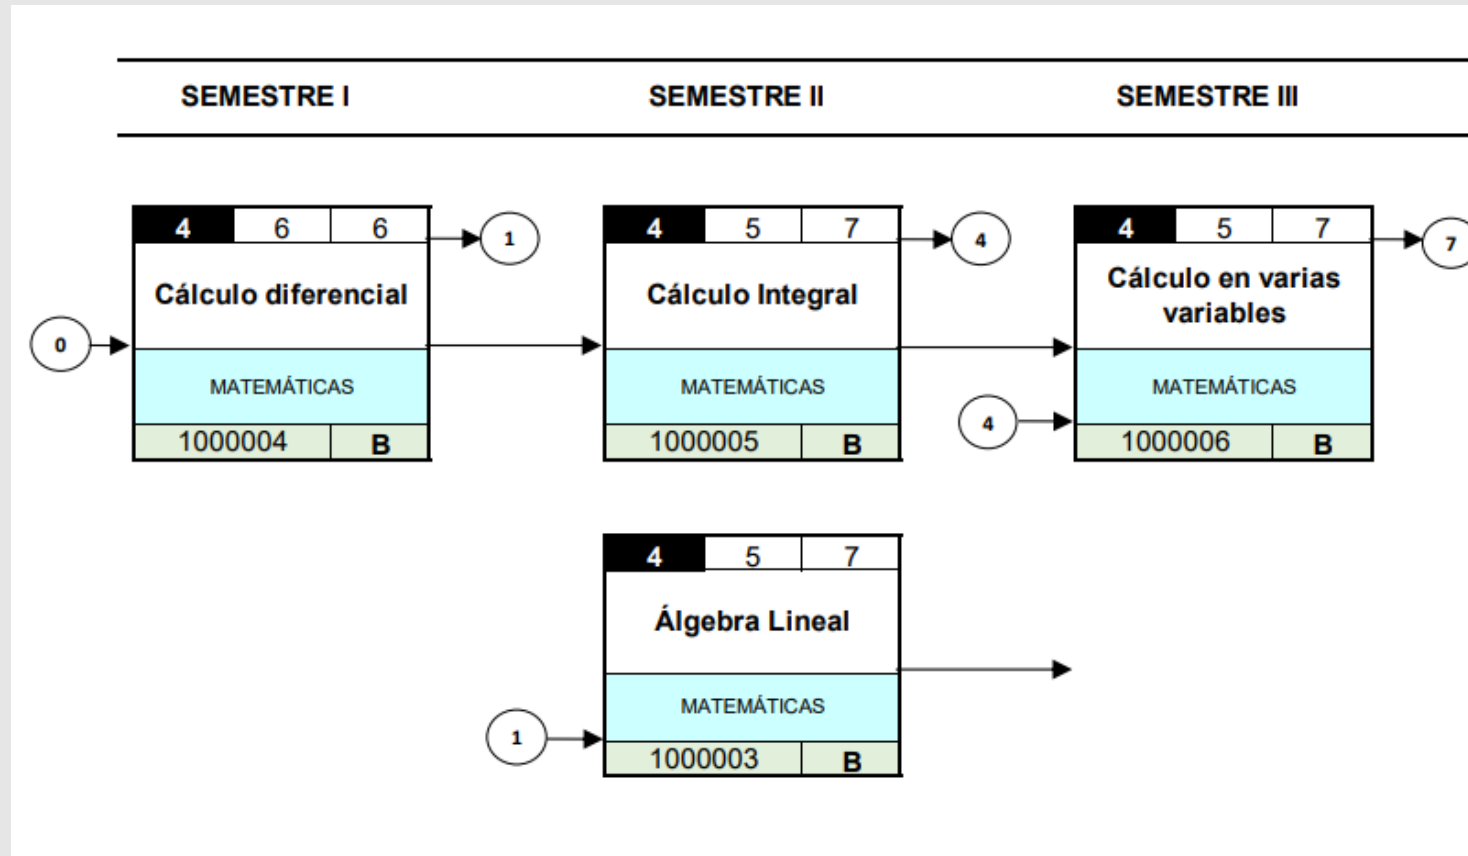 SEMESTRE I SEMESTRE II SEMESTRE III
4 6 6
1
Cálculo diferencial
0
MATEMÁTICAS
1000004 B
4 5 7
4
Cálculo Integral
MATEMÁTICAS
1000005 B
4 5 7
7
Cálculo en varias
variables
MATEMÁTICAS
4
1000006 B
4 5 7
Álgebra Lineal
MATEMÁTICAS
1
1000003 B